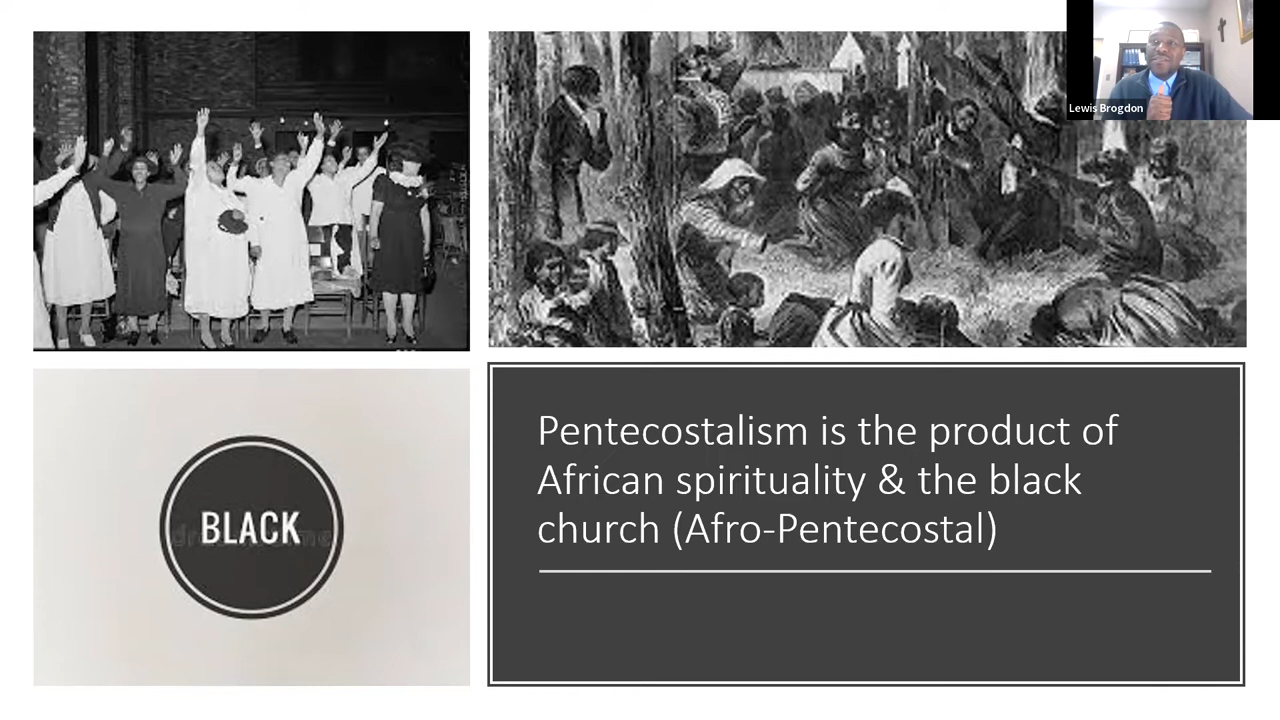 Lewis Brogdon
BLACK
Pentecostalism is the product of
African spirituality & the black
church (Afro-Pentecostal)